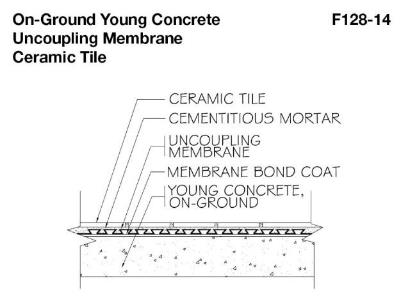 On-Ground Young Concrete
F128-14
Uncoupling Membrane
Ceramic Tile
CERAMIC TILE
CEMENTITIOUS MORTAR
UNCOUPLING
MEMBRANE
MEMBRANE BOND COAT
YOUNG CONCRETE,
ON-GROUND